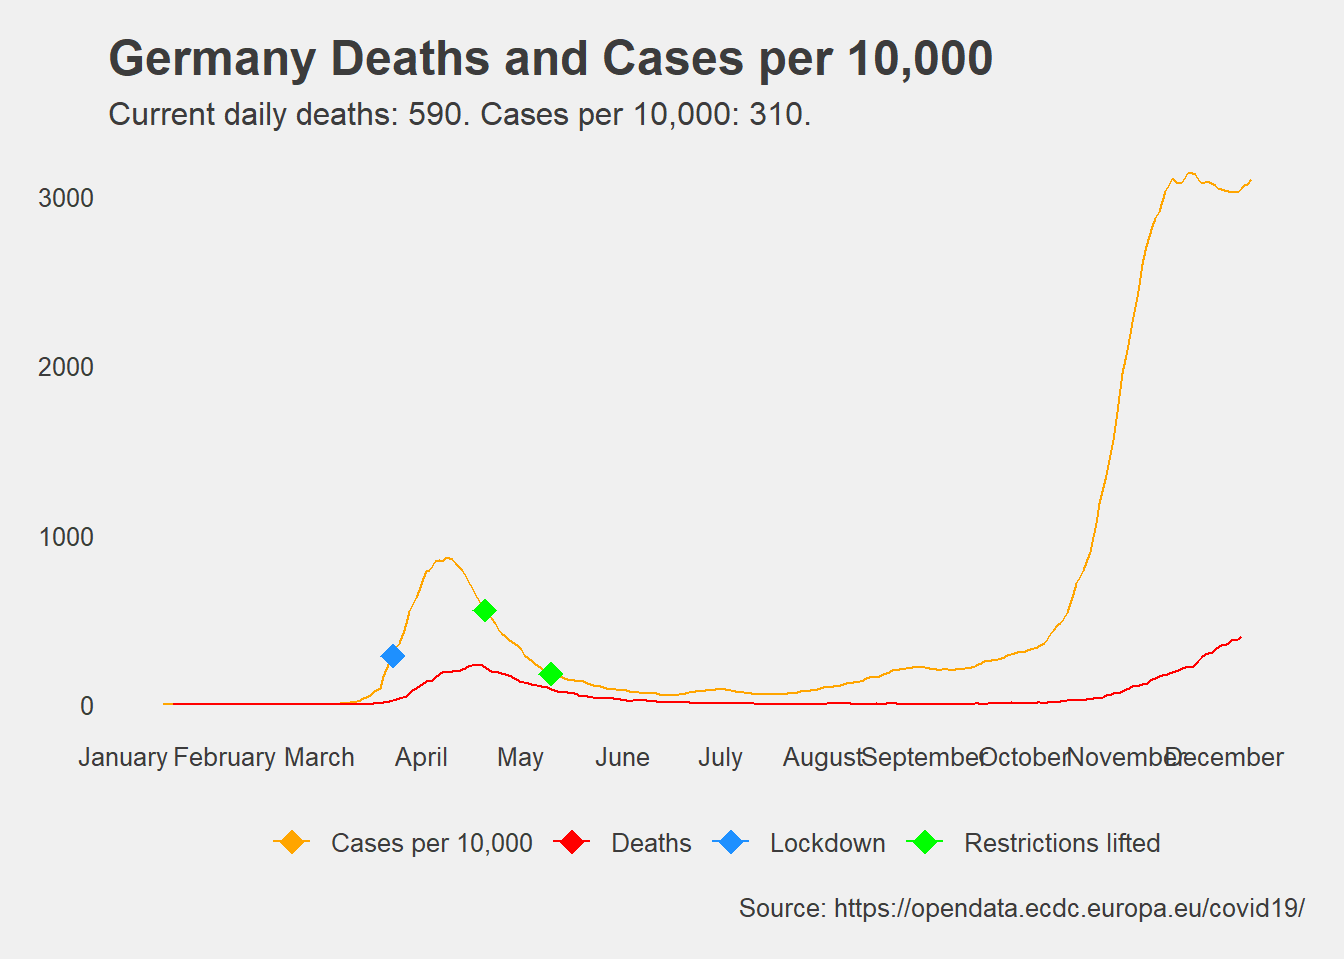 Germany Deaths and Cases per 10,000
Current daily deaths: 590. Cases per 10,000: 310.
3000
2000
1000
0
January February March April May June July August September October November December
Cases per 10,000 Deaths Lockdown Restrictions lifted
Source: https://opendata.ecdc.europa.eu/covid19/